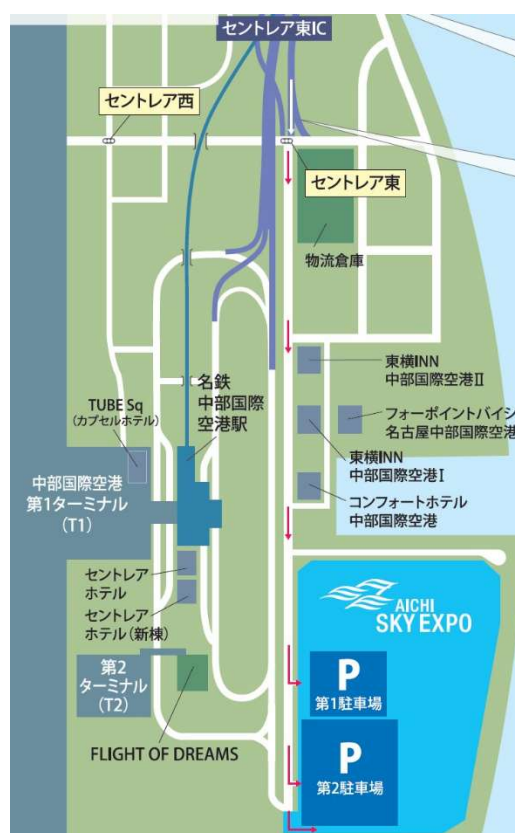 セントレア東IC
セントレア西
セントレア東
物流倉庫
東横INN
中部国際空港Ⅱ
名鉄
中部国際
空港駅
TUBE Sq
(カプセルホテル)
フォーポイントバイシ
名古屋中部国際空
東横INN
中部国際空港Ⅰ
中部国際空港
第1ターミナル
(T1)
コンフォートホテル
中部国際空港
セントレア
ホテル
セントレア
ホテル(新棟)
AICHI
SKY EXPO
第2
ターミナル
(T2)
P
第1駐車場
FLIGHT OF DREAMS
P
第2駐車場